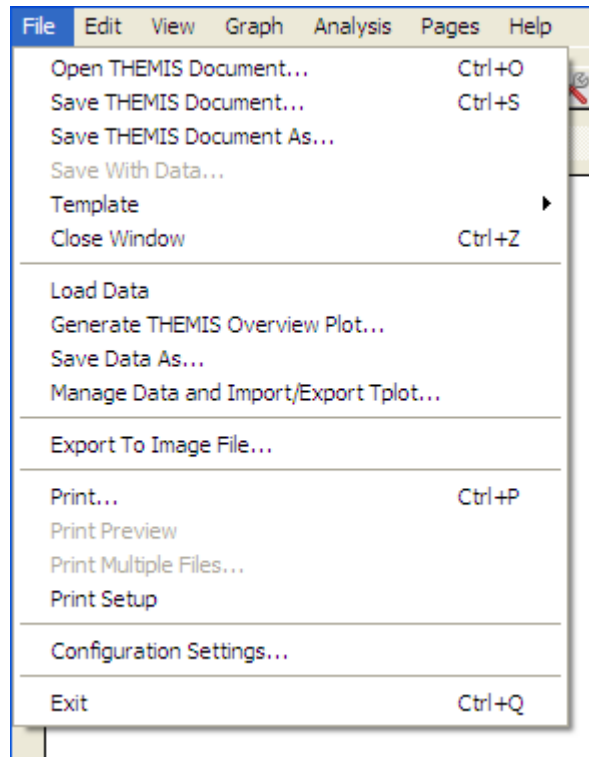 File Edit View Graph Analysis Pages Help
Open THEMIS Document... Ctrl+O
Save THEMIS Document... Ctrl+S
Save THEMIS Document As...
Save With Data...
Template
Close Window Ctrl+Z
Load Data
Generate THEMIS Overview Plot...
Save Data As...
Manage Data and Import/Export Tplot...
Export To Image File...
Print... Ctrl+P
Print Preview
Print Multiple Files...
Print Setup
Configuration Settings...
Exit Ctrl+Q